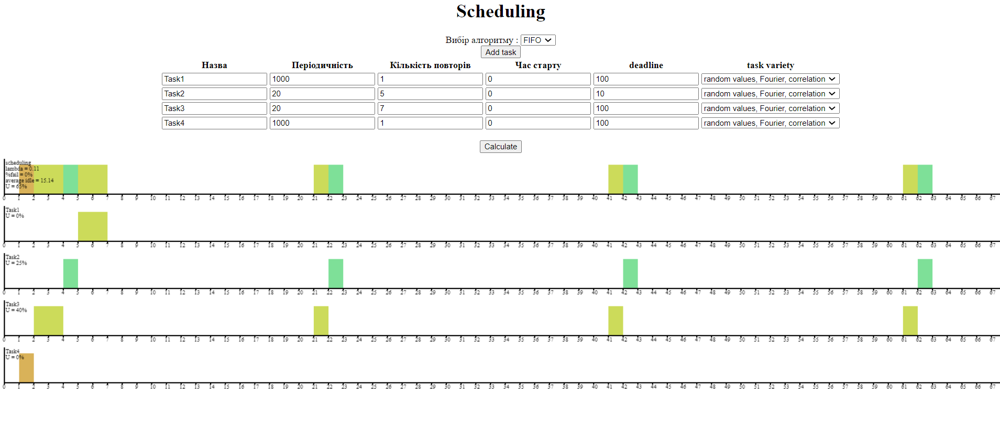 Scheduling
Вибір алгоритму : FIFO
Add task
Назва Періодичність Кількість повторів Час старту deadline task variety
Task1 1000 1 0 100 random values, Fourier, correlation
Task2 20 5 0 10 random values, Fourier, correlation
Task3 20 7 0 100 random values, Fourier, correlation
Task4 1000 1 0 100 random values, Fourier, correlation
Calculate
scheduling
lambda = 0.11
%fail = 0%
average idle = 15.14
U = 65%
0 1 2 3 4 5 6 7 8 9 10 11 12 13 14 15 16 17 18 19 20 21 22 23 24 25 26 27 28 29 30 31 32 33 34 35 36 37 38 39 40 41 42 43 44 45 46 47 48 49 50 51 52 53 54 55 56 57 58 59 60 61 62 63 64 65 66 67
Task1
U = 0%
0 1 2 3 4 5 6 7 8 9 10 11 12 13 14 15 16 17 18 19 20 21 22 23 24 25 26 27 28 29 30 31 32 33 34 35 36 37 38 39 40 41 42 43 44 45 46 47 48 49 50 51 52 53 54 55 56 57 58 59 60 61 62 63 64 65 66 67
Task2
U = 25%
0 1 2 3 4 5 6 7 8 9 10 11 12 13 14 15 16 17 18 19 20 21 22 23 24 25 26 27 28 29 30 31 32 33 34 35 36 37 38 39 40 41 42 43 44 45 46 47 48 49 50 51 52 53 54 55 56 57 58 59 60 61 62 63 64 65 66 67
Task3
U = 40%
0 1 2 3 4 5 6 7 8 9 10 11 12 13 14 15 16 17 18 19 20 21 22 23 24 25 26 27 28 29 30 31 32 33 34 35 36 37 38 39 40 41 42 43 44 45 46 47 48 49 50 51 52 53 54 55 56 57 58 59 60 61 62 63 64 65 66 67
Task4
U = 0%
0 1 2 3 4 5 6 7 8 9 10 11 12 13 14 15 16 17 18 19 20 21 22 23 24 25 26 27 28 29 30 31 32 33 34 35 36 37 38 39 40 41 42 43 44 45 46 47 48 49 50 51 52 53 54 55 56 57 58 59 60 61 62 63 64 65 66 67